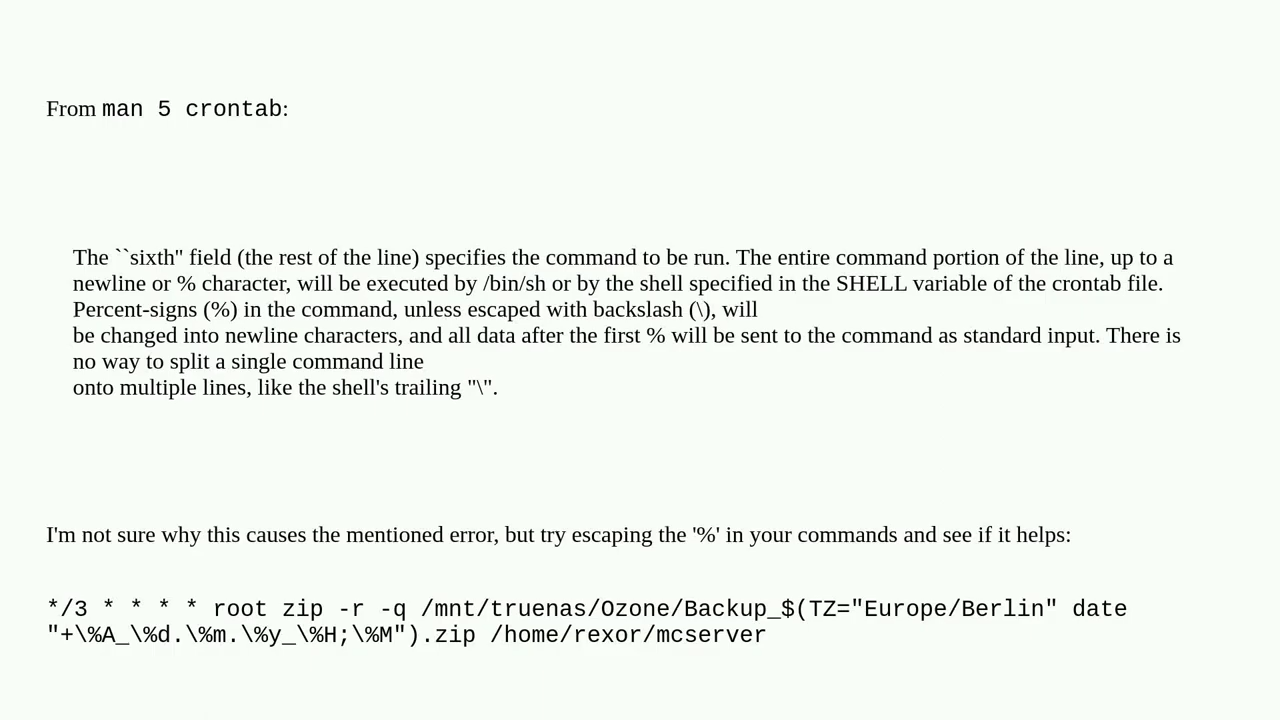 From man 5 crontab:
The ``sixth'' field (the rest of the line) specifies the command to be run. The entire command portion of the line, up to a
newline or % character, will be executed by /bin/sh or by the shell specified in the SHELL variable of the crontab file.
Percent-signs (%) in the command, unless escaped with backslash (\), will
be changed into newline characters, and all data after the first % will be sent to the command as standard input. There is
no way to split a single command line
onto multiple lines, like the shell's trailing "\".
I'm not sure why this causes the mentioned error, but try escaping the '%' in your commands and see if it helps:
*/3 * * * * root zip -r -q /mnt/truenas/Ozone/Backup_$(TZ="Europe/Berlin" date
"+\%A_\%d.\%m.\%y_\%H;\%M").zip /home/rexor/mcserver